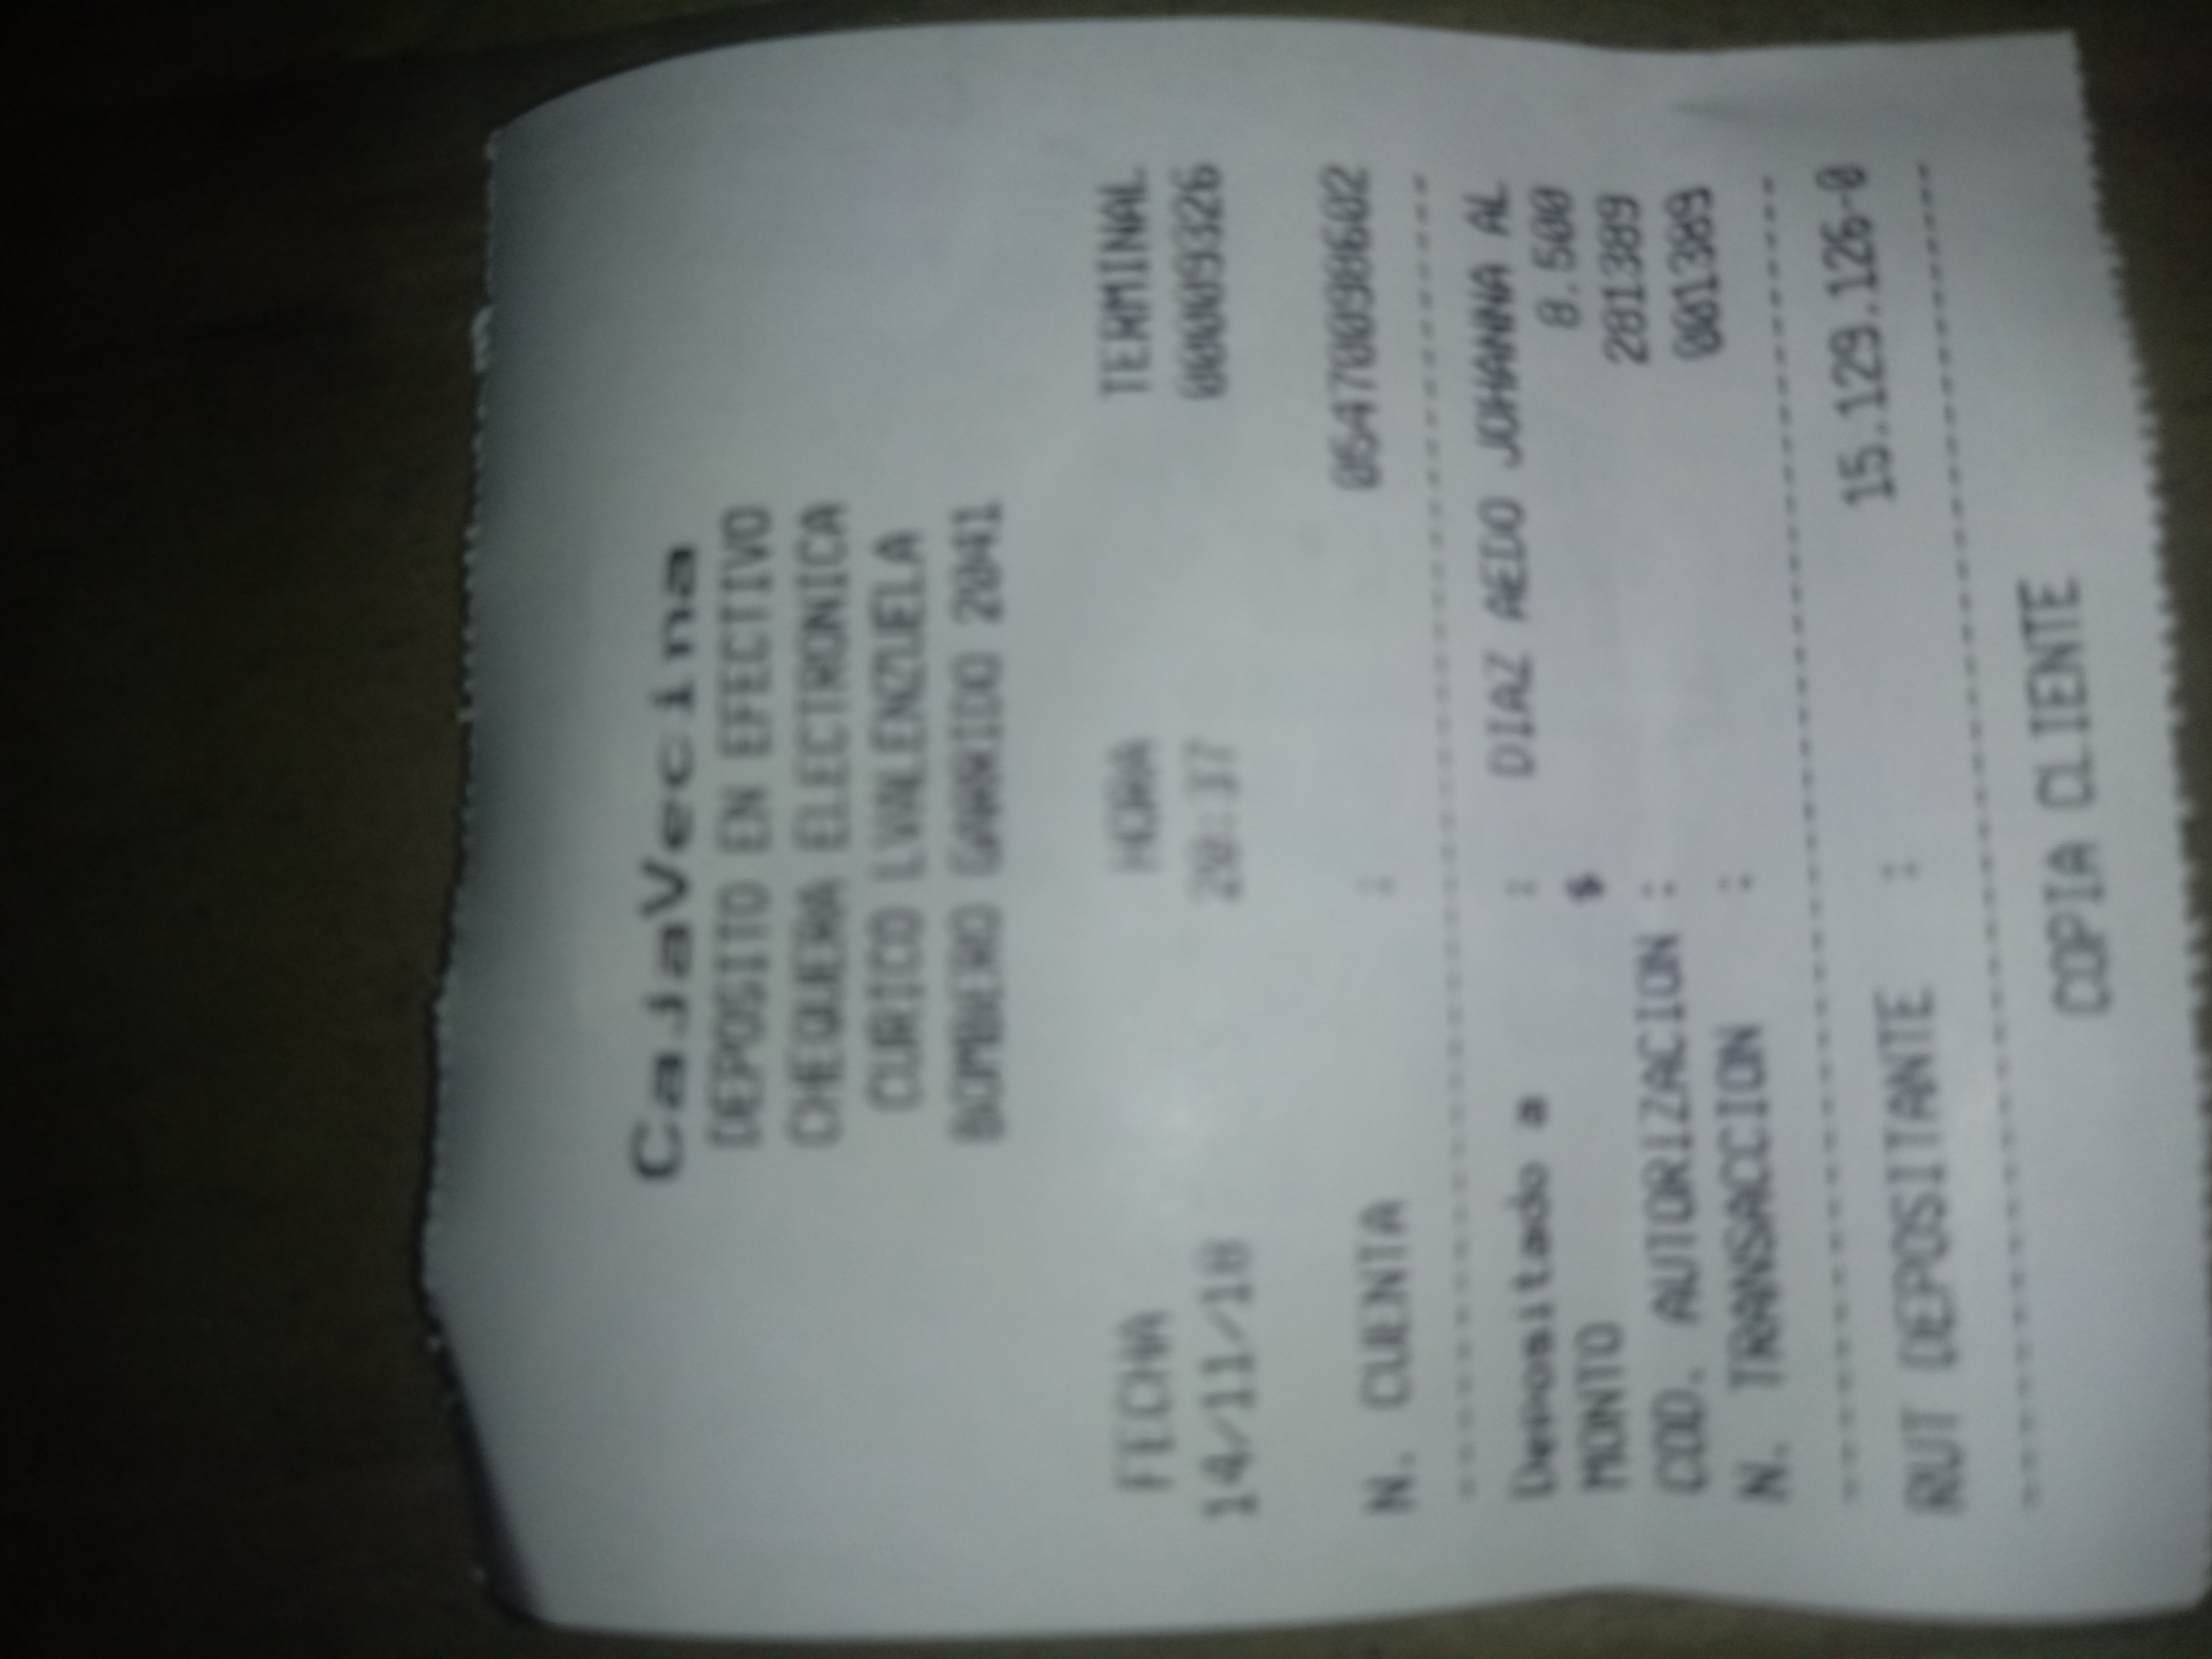 CajaVecina
DEPOSITO EN EFECTIVO
CHEQUERA ELECTRONICA
CURICO LVALENZUELA
BOMBERO GARRIDO 2041
FECHA HORA TERMINAL
14/11/18 20:37 00009326
N. CUENTA : 05470098602
Depositado a : DIAZ AEDO JOHANNA AL
MONTO $ 8.500
COD. AUTORIZACION : 281389
N. TRANSACCION : 001389
RUT DEPOSITANTE : 15.129.126-0
COPIA CLIENTE